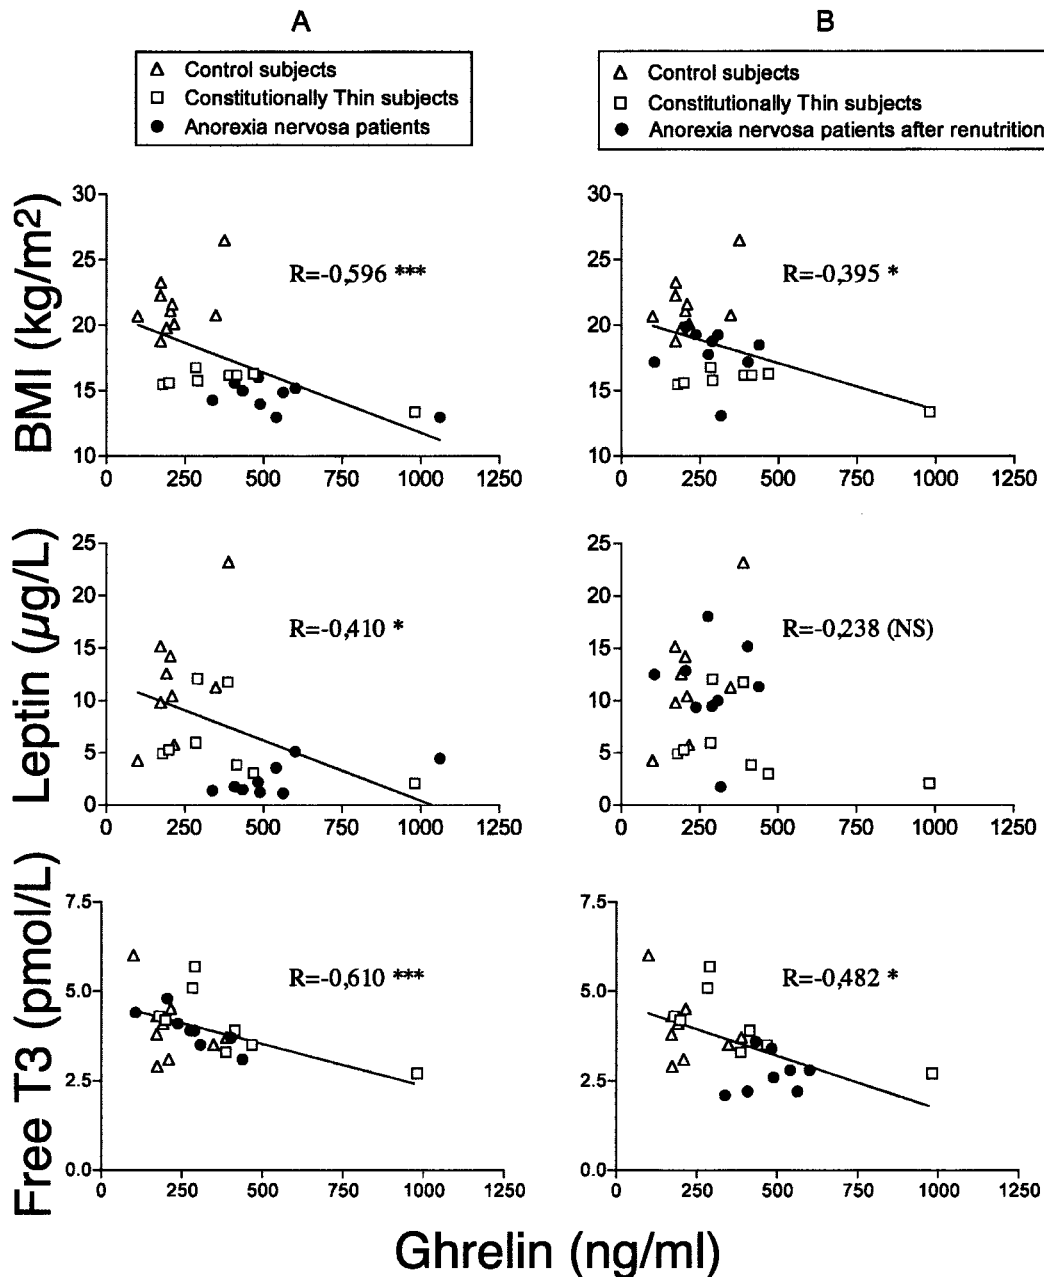 A
B
Control subjects
Constitutionally Thin subjects
Anorexia nervosa patients
Control subjects
Constitutionally Thin subjects
Anorexia nervosa patients after renutrition
BMI (kg/m²)
30
25
20
15
10
R=-0,596 ***
0 250 500 750 1000 1250
30
25
20
15
10
R=-0,395 *
0 250 500 750 1000 1250
Leptin (µg/L)
25
20
15
10
5
0
R=-0,410 *
0 250 500 750 1000 1250
25
20
15
10
5
0
R=-0,238 (NS)
0 250 500 750 1000 1250
Free T3 (pmol/L)
7.5
5.0
2.5
0.0
R=-0,610 ***
0 250 500 750 1000 1250
7.5
5.0
2.5
0.0
R=-0,482 *
0 250 500 750 1000 1250
Ghrelin (ng/ml)